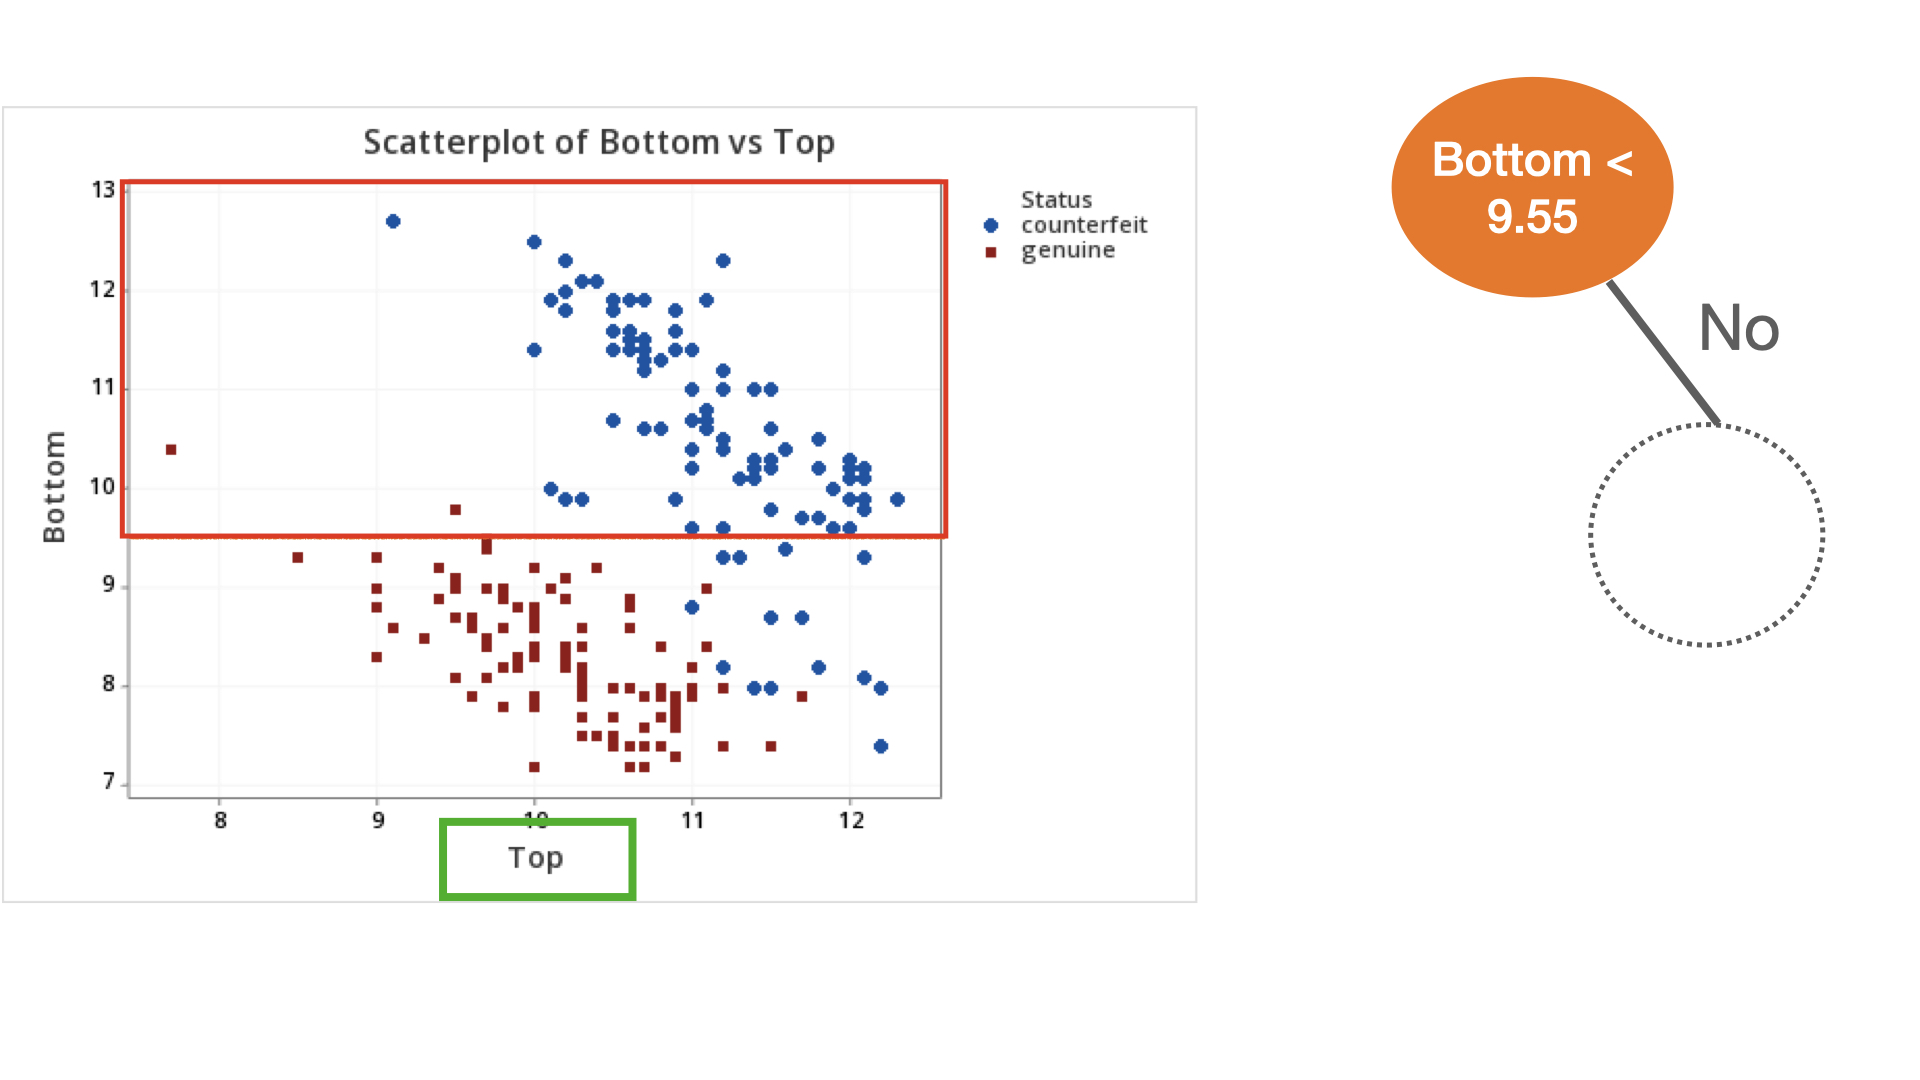 Scatterplot of Bottom vs Top
13
12
11
10
9
8
7
Bottom
8 9 10 11 12
Top
Status
counterfeit
genuine
Bottom <
9.55
No